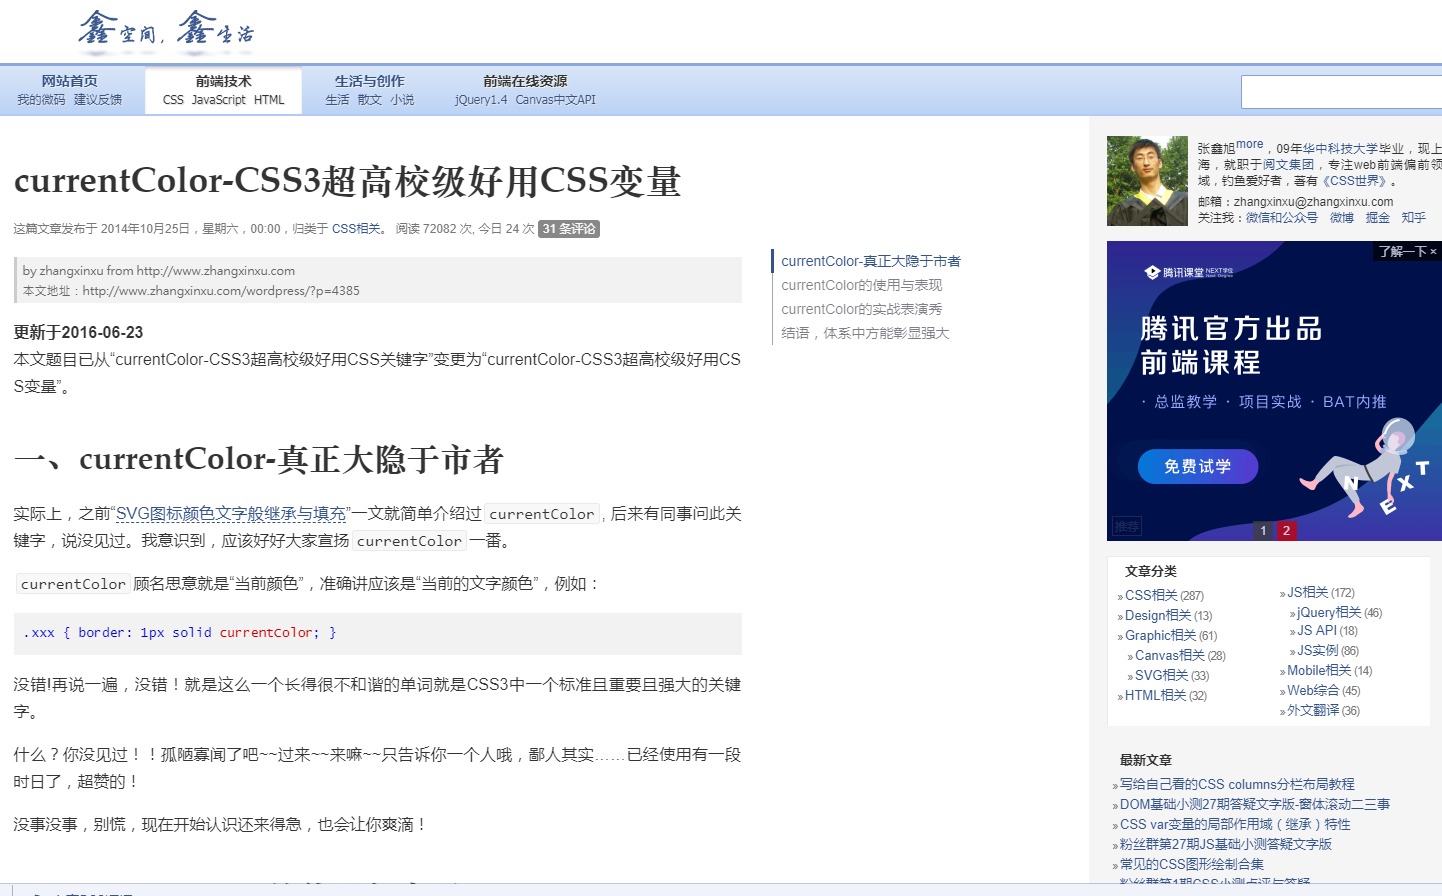 鑫空间,鑫生活
网站首页
我的微码 建议反馈
前端技术
CSS JavaScript HTML
生活与创作
生活 散文 小说
前端在线资源
jQuery1.4 Canvas中文API
currentColor-CSS3超高校级好用CSS变量
这篇文章发布于 2014年10月25日，星期六，00:00，归类于 CSS相关。 阅读 72082 次, 今日 24 次 31 条评论
by zhangxinxu from http://www.zhangxinxu.com
本文地址：http://www.zhangxinxu.com/wordpress/?p=4385
更新于2016-06-23
本文题目已从“currentColor-CSS3超高校级好用CSS关键字”变更为“currentColor-CSS3超高校级好用CS
S变量”。
一、currentColor-真正大隐于市者
实际上，之前“SVG图标颜色文字般继承与填充”一文就简单介绍过 currentColor, 后来有同事问此关
键字，说没见过。我意识到，应该好好大家宣扬 currentColor 一番。
currentColor 顾名思意就是“当前颜色”，准确讲应该是“当前的文字颜色”，例如：
.xxx { border: 1px solid currentColor; }
没错!再说一遍，没错！就是这么一个长得很不和谐的单词就是CSS3中一个标准且重要且强大的关键
字。
什么？你没见过！！孤陋寡闻了吧~~过来~~来嘛~~只告诉你一个人哦，鄙人其实……已经使用有一段
时日了，超赞的！
没事没事，别慌，现在开始认识还来得急，也会让你爽滴！
currentColor-真正大隐于市者
currentColor的使用与表现
currentColor的实战表演秀
结语，体系中方能彰显强大
张鑫旭more，09年华中科技大学毕业，现上
海，就职于阅文集团，专注web前端偏前领
域，钓鱼爱好者，著有《CSS世界》。
邮箱：zhangxinxu@zhangxinxu.com
关注我：微信和公众号 微博 掘金 知乎
了解一下 ×
腾讯课堂 NEXT学位
Next Degree
腾讯官方出品
前端课程
· 总监教学 · 项目实战 · BAT内推
免费试学
NEXT
推荐
1 2
文章分类
»CSS相关 (287)
»Design相关 (13)
»Graphic相关 (61)
»Canvas相关 (28)
»SVG相关 (33)
»HTML相关 (32)
»JS相关 (172)
»jQuery相关 (46)
»JS API (18)
»JS实例 (86)
»Mobile相关 (14)
»Web综合 (45)
»外文翻译 (36)
最新文章
»写给自己看的CSS columns分栏布局教程
»DOM基础小测27期答疑文字版-窗体滚动二三事
»CSS var变量的局部作用域（继承）特性
»粉丝群第27期JS基础小测答疑文字版
»常见的CSS图形绘制合集
»粉丝群第1期CSS小测点评与答疑